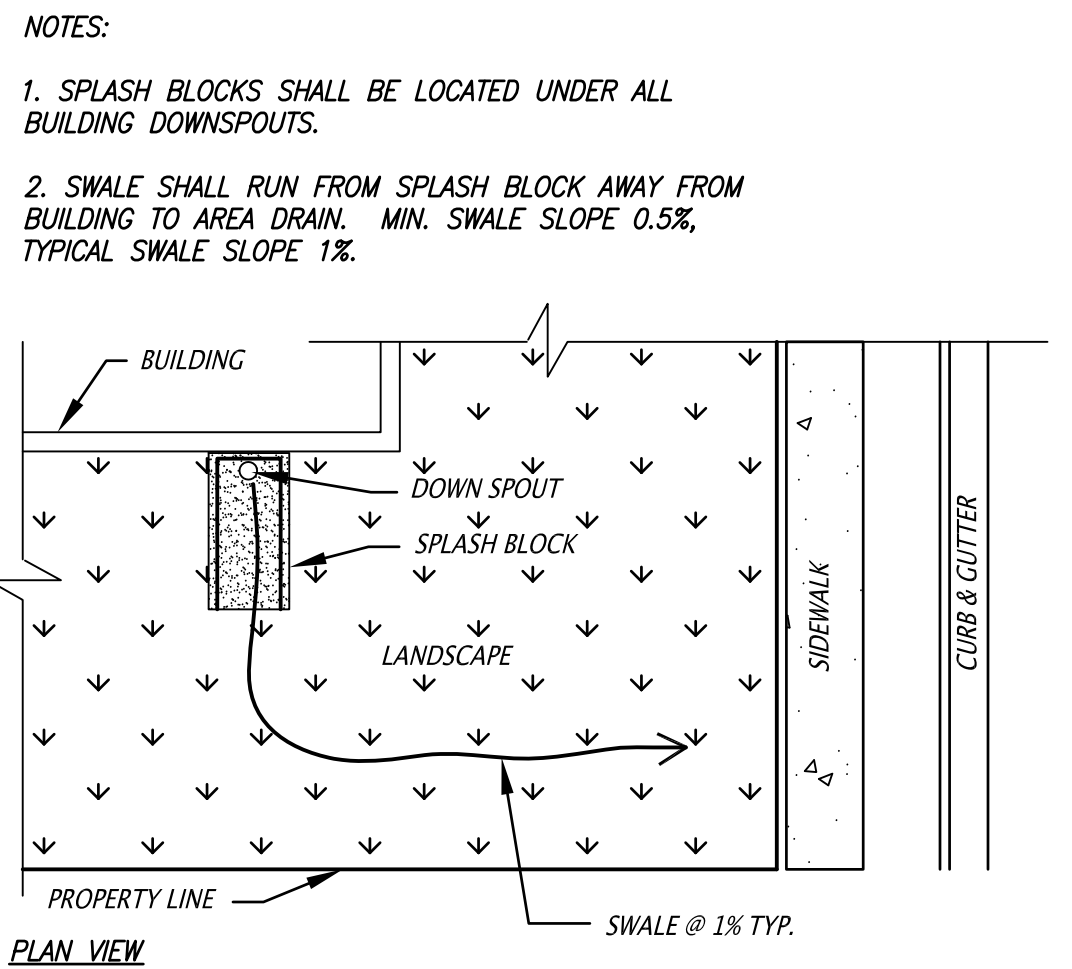 NOTES:
1. SPLASH BLOCKS SHALL BE LOCATED UNDER ALL
BUILDING DOWNSPOUTS.
2. SWALE SHALL RUN FROM SPLASH BLOCK AWAY FROM
BUILDING TO AREA DRAIN. MIN. SWALE SLOPE 0.5%,
TYPICAL SWALE SLOPE 1%.
BUILDING
DOWN SPOUT
SPLASH BLOCK
LANDSCAPE
SIDEWALK
CURB & GUTTER
PROPERTY LINE
SWALE @ 1% TYP.
PLAN VIEW